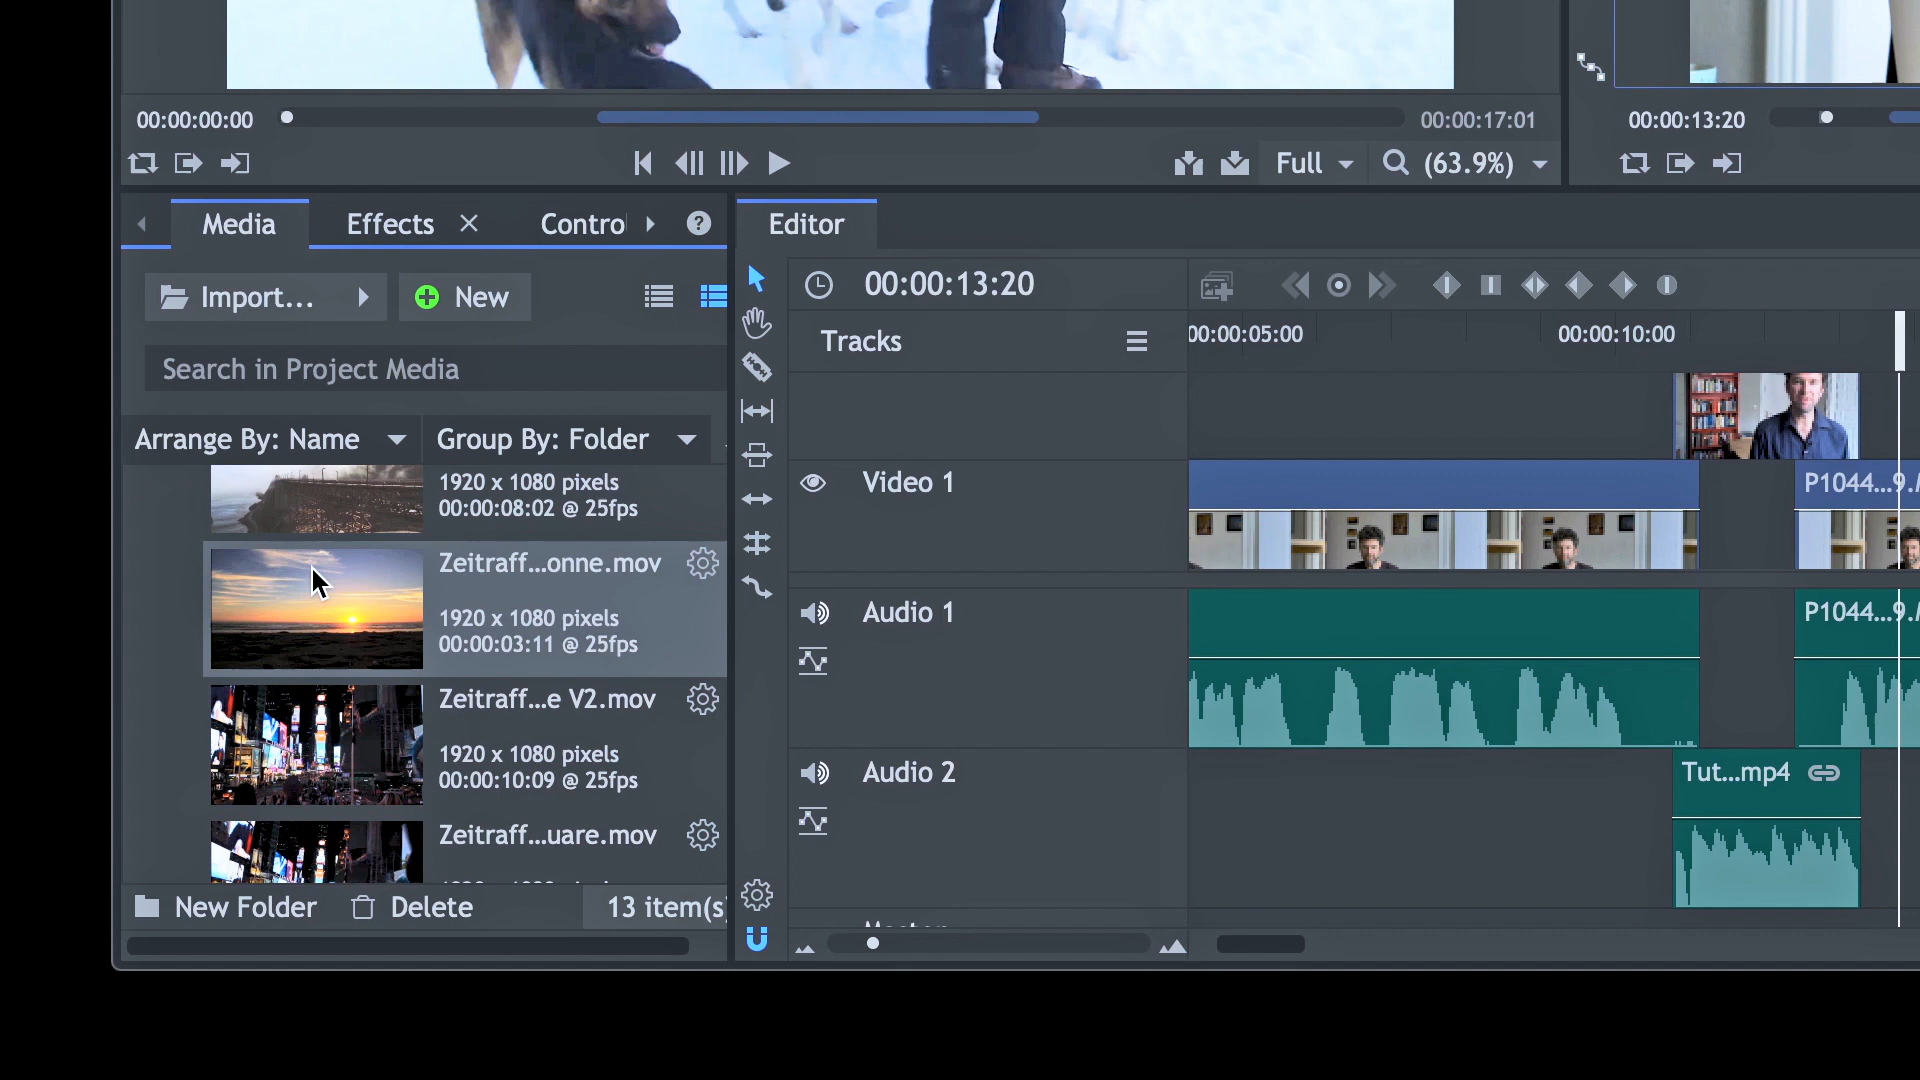 00:00:00:00
00:00:17:01
00:00:13:20
Full
(63.9%)
Media
Effects
Contro
?
Editor
Import...
New
00:00:13:20
Search in Project Media
Tracks
00:00:05:00
00:00:10:00
Arrange By: Name
Group By: Folder
1920 x 1080 pixels
00:00:08:02 @ 25fps
Video 1
P1044...9.
Zeitraff...onne.mov
1920 x 1080 pixels
00:00:03:11 @ 25fps
Audio 1
P1044...9.
Zeitraff...e V2.mov
1920 x 1080 pixels
00:00:10:09 @ 25fps
Audio 2
Tut...mp4
Zeitraff...uare.mov
New Folder
Delete
13 item(s